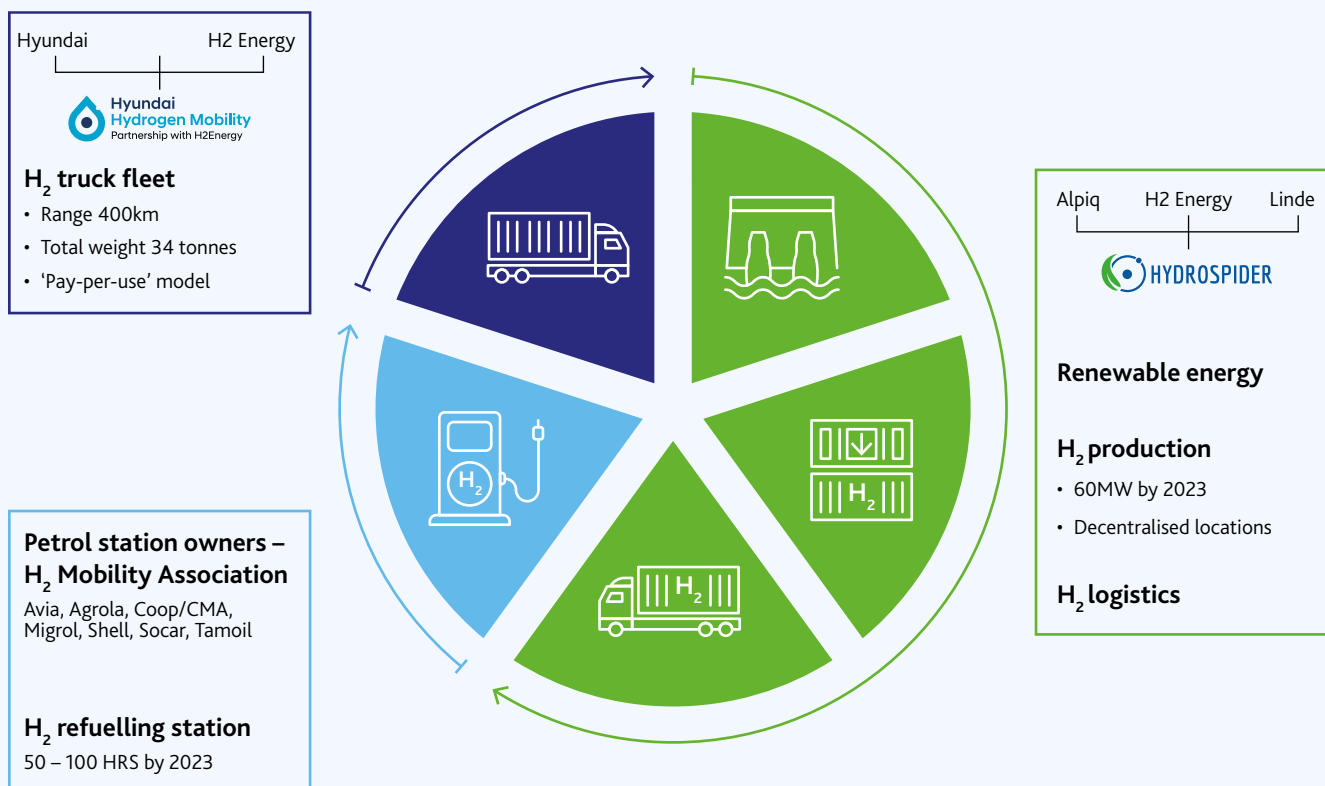 Hyundai H2 Energy
Hyundai
Hydrogen Mobility
Partnership with H2Energy
H₂ truck fleet
• Range 400km
• Total weight 34 tonnes
• ‘Pay-per-use’ model
Petrol station owners –
H₂ Mobility Association
Avia, Agrola, Coop/CMA,
Migrol, Shell, Socar, Tamoil
H₂ refuelling station
50 – 100 HRS by 2023
H₂
H₂
H₂
Alpiq H2 Energy Linde
HYDROSPIDER
Renewable energy
H₂ production
• 60MW by 2023
• Decentralised locations
H₂ logistics